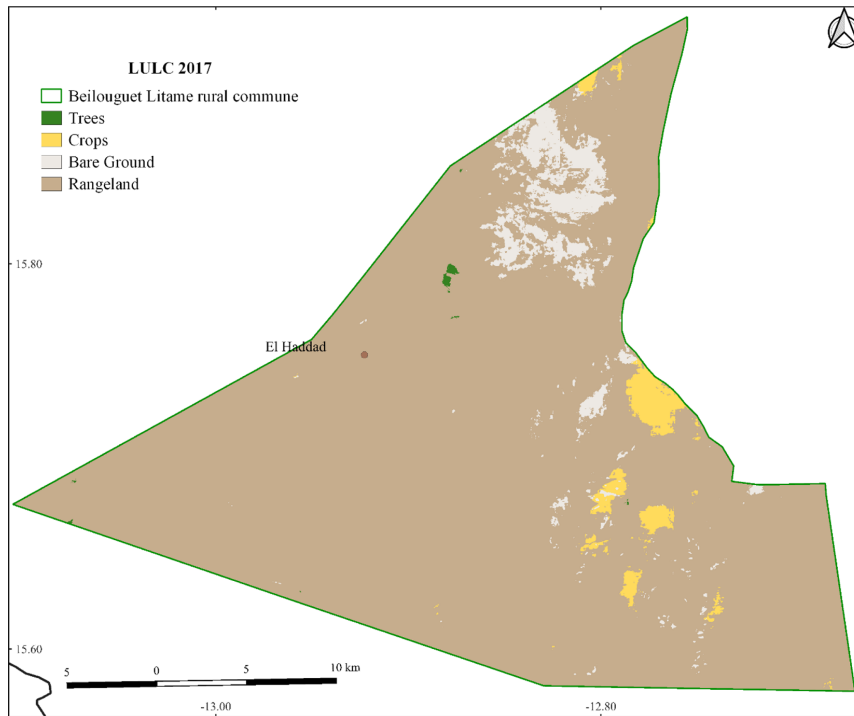 LULC 2017
Beilouguet Litame rural commune
Trees
Crops
Bare Ground
Rangeland
15.80
El Haddad
15.60
5 0 5 10 km
-13.00 -12.80